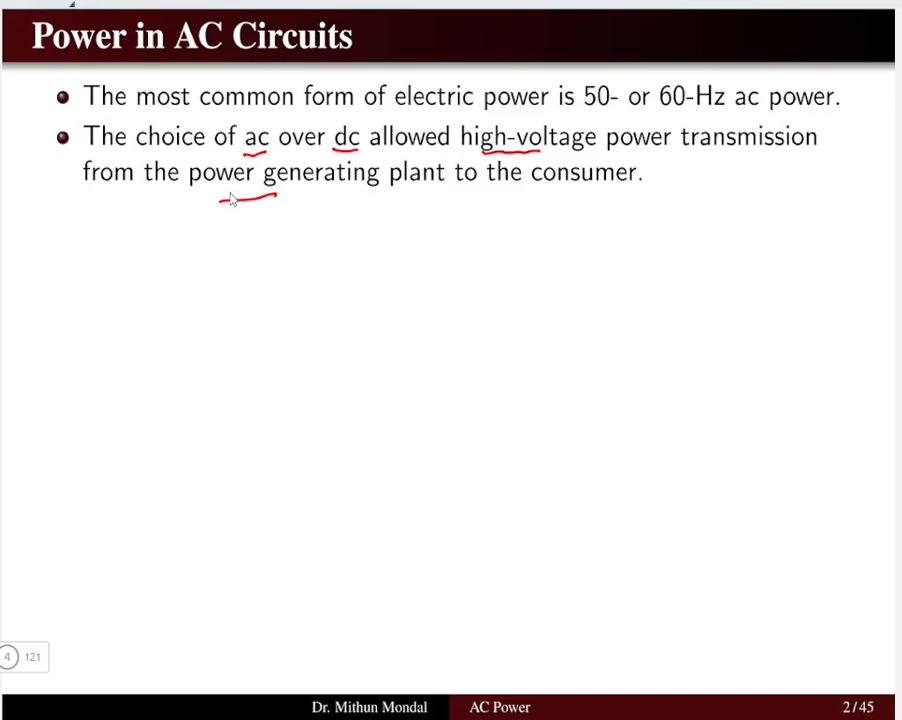 Power in AC Circuits
The most common form of electric power is 50- or 60-Hz ac power.
The choice of ac over dc allowed high-voltage power transmission
from the power generating plant to the consumer.
4 121
Dr. Mithun Mondal AC Power 2/45